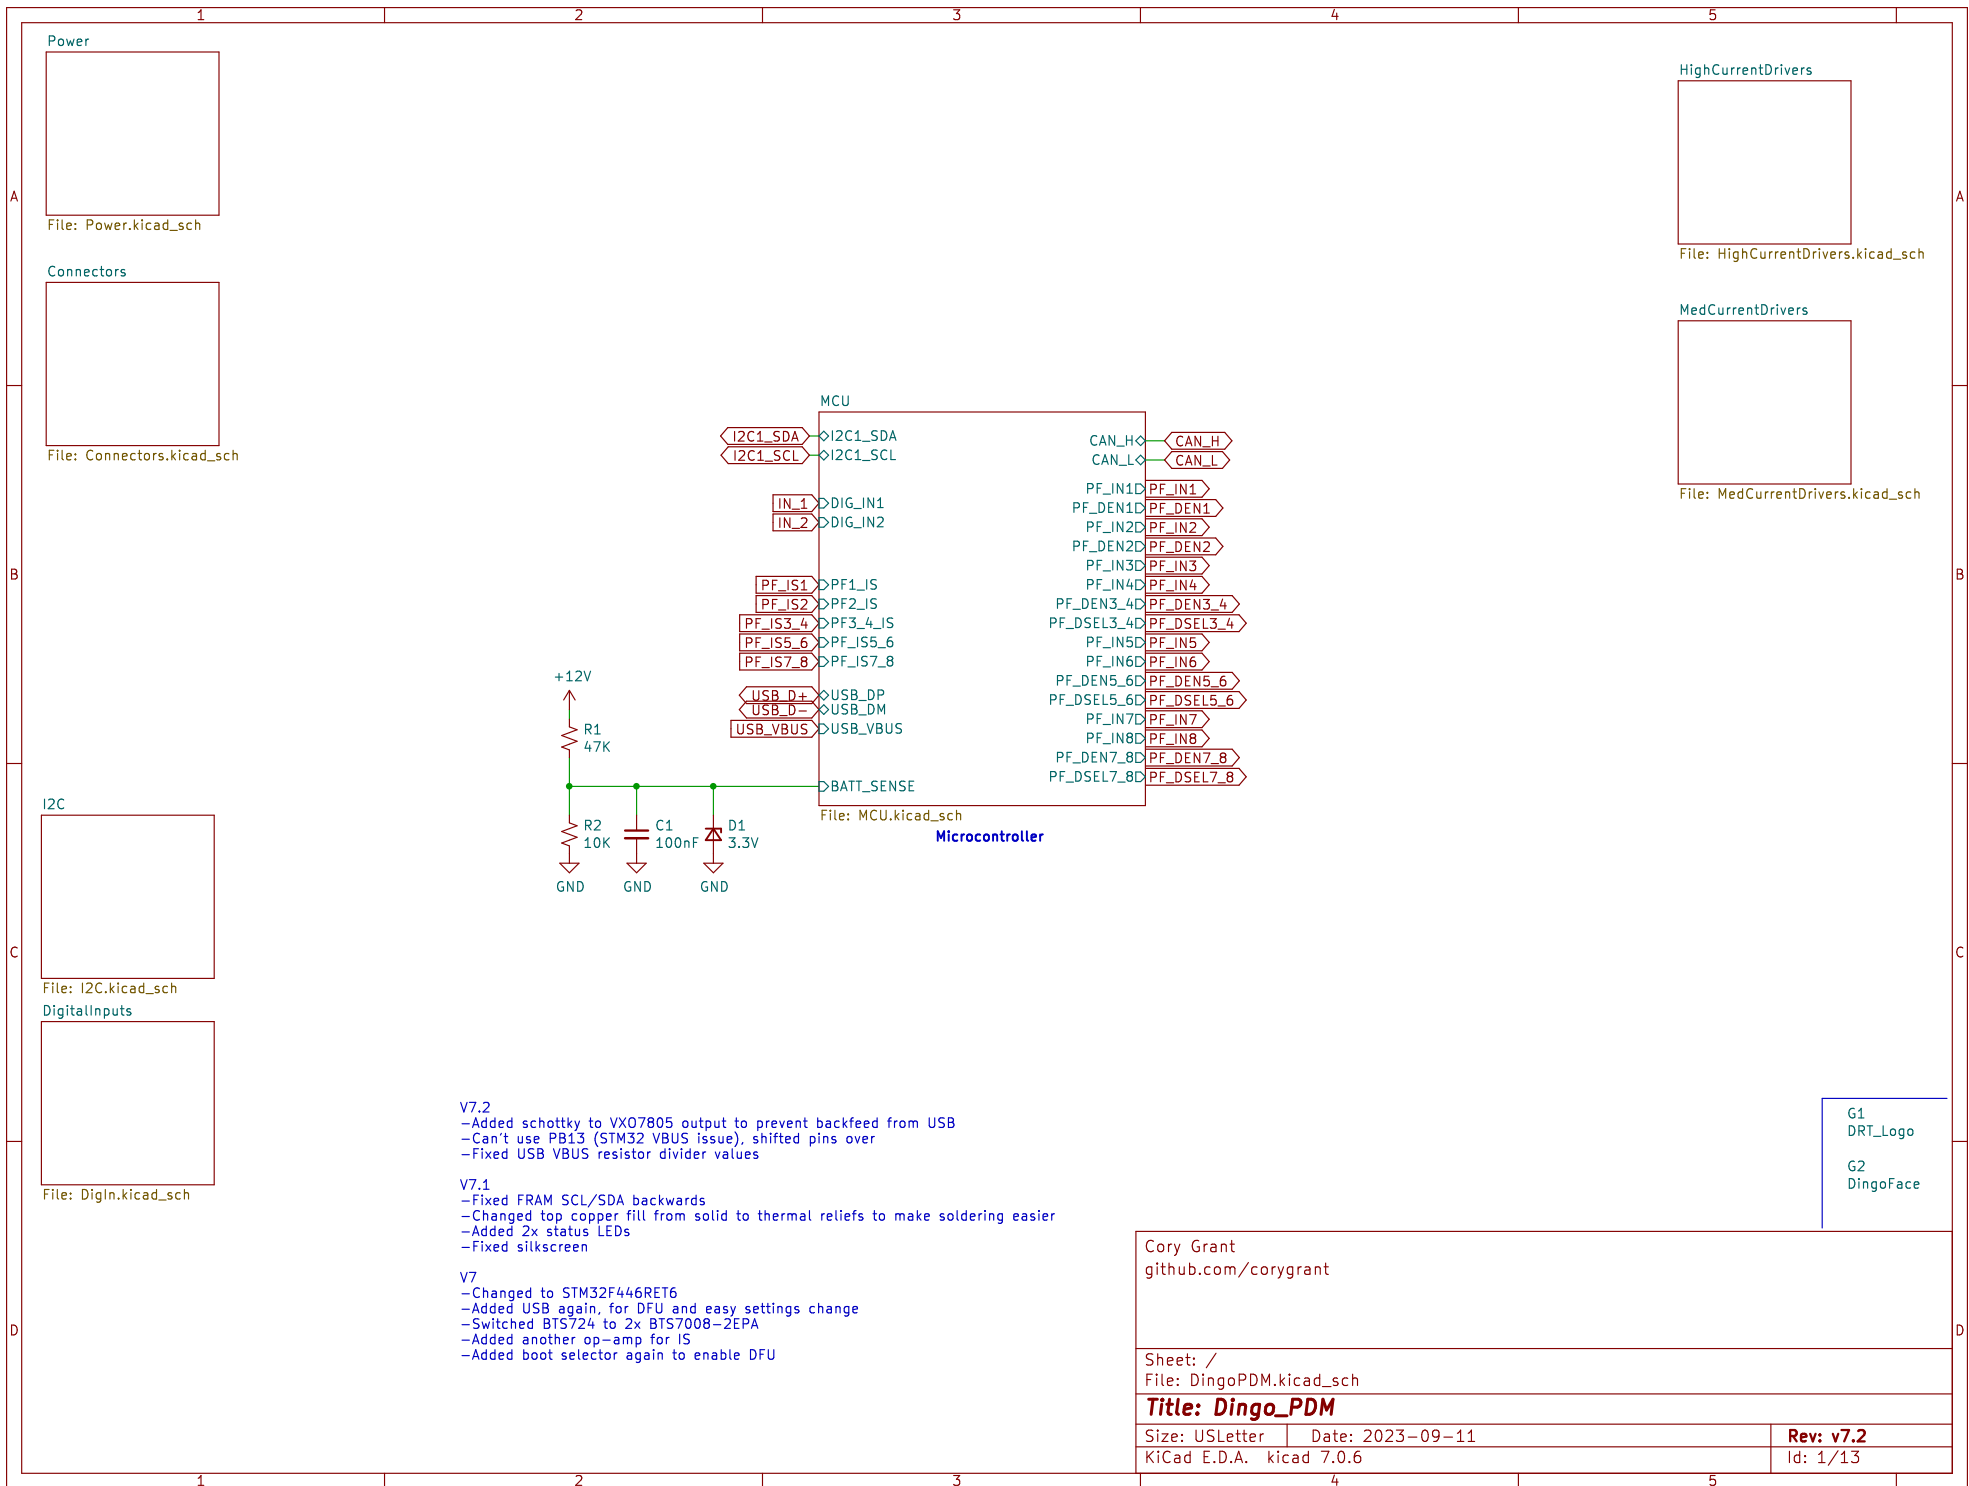 1 2 3 4 5
Power
File: Power.kicad_sch
Connectors
File: Connectors.kicad_sch
HighCurrentDrivers
File: HighCurrentDrivers.kicad_sch
MedCurrentDrivers
File: MedCurrentDrivers.kicad_sch
A
A
B
B
C
C
D
D
MCU
I2C1_SDA I2C1_SDA
I2C1_SCL I2C1_SCL
IN_1 DIG_IN1
IN_2 DIG_IN2
PF_IS1 PF1_IS
PF_IS2 PF2_IS
PF_IS3_4 PF3_4_IS
PF_IS5_6 PF_IS5_6
PF_IS7_8 PF_IS7_8
USB_D+ USB_DP
USB_D- USB_DM
USB_VBUS USB_VBUS
BATT_SENSE
CAN_H CAN_H
CAN_L CAN_L
PF_IN1 PF_IN1
PF_DEN1 PF_DEN1
PF_IN2 PF_IN2
PF_DEN2 PF_DEN2
PF_IN3 PF_IN3
PF_IN4 PF_IN4
PF_DEN3_4 PF_DEN3_4
PF_DSEL3_4 PF_DSEL3_4
PF_IN5 PF_IN5
PF_IN6 PF_IN6
PF_DEN5_6 PF_DEN5_6
PF_DSEL5_6 PF_DSEL5_6
PF_IN7 PF_IN7
PF_IN8 PF_IN8
PF_DEN7_8 PF_DEN7_8
PF_DSEL7_8 PF_DSEL7_8
File: MCU.kicad_sch
Microcontroller
+12V
R1
47K
R2
10K
C1
100nF
D1
3.3V
GND GND GND
I2C
File: I2C.kicad_sch
DigitalInputs
File: DigIn.kicad_sch
V7.2
-Added schottky to VXO7805 output to prevent backfeed from USB
-Can't use PB13 (STM32 VBUS issue), shifted pins over
-Fixed USB VBUS resistor divider values
V7.1
-Fixed FRAM SCL/SDA backwards
-Changed top copper fill from solid to thermal reliefs to make soldering easier
-Added 2x status LEDs
-Fixed silkscreen
V7
-Changed to STM32F446RET6
-Added USB again, for DFU and easy settings change
-Switched BTS724 to 2x BTS7008-2EPA
-Added another op-amp for IS
-Added boot selector again to enable DFU
G1
DRT_Logo
G2
DingoFace
Cory Grant
github.com/corygrant
Sheet: /
File: DingoPDM.kicad_sch
Title: Dingo_PDM
Size: USLetter Date: 2023-09-11 Rev: v7.2
KiCad E.D.A. kicad 7.0.6 Id: 1/13
1 2 3 4 5